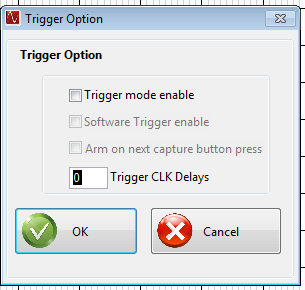 Trigger Option
Trigger Option
Trigger mode enable
Software Trigger enable
Arm on next capture button press
0 Trigger CLK Delays
OK Cancel